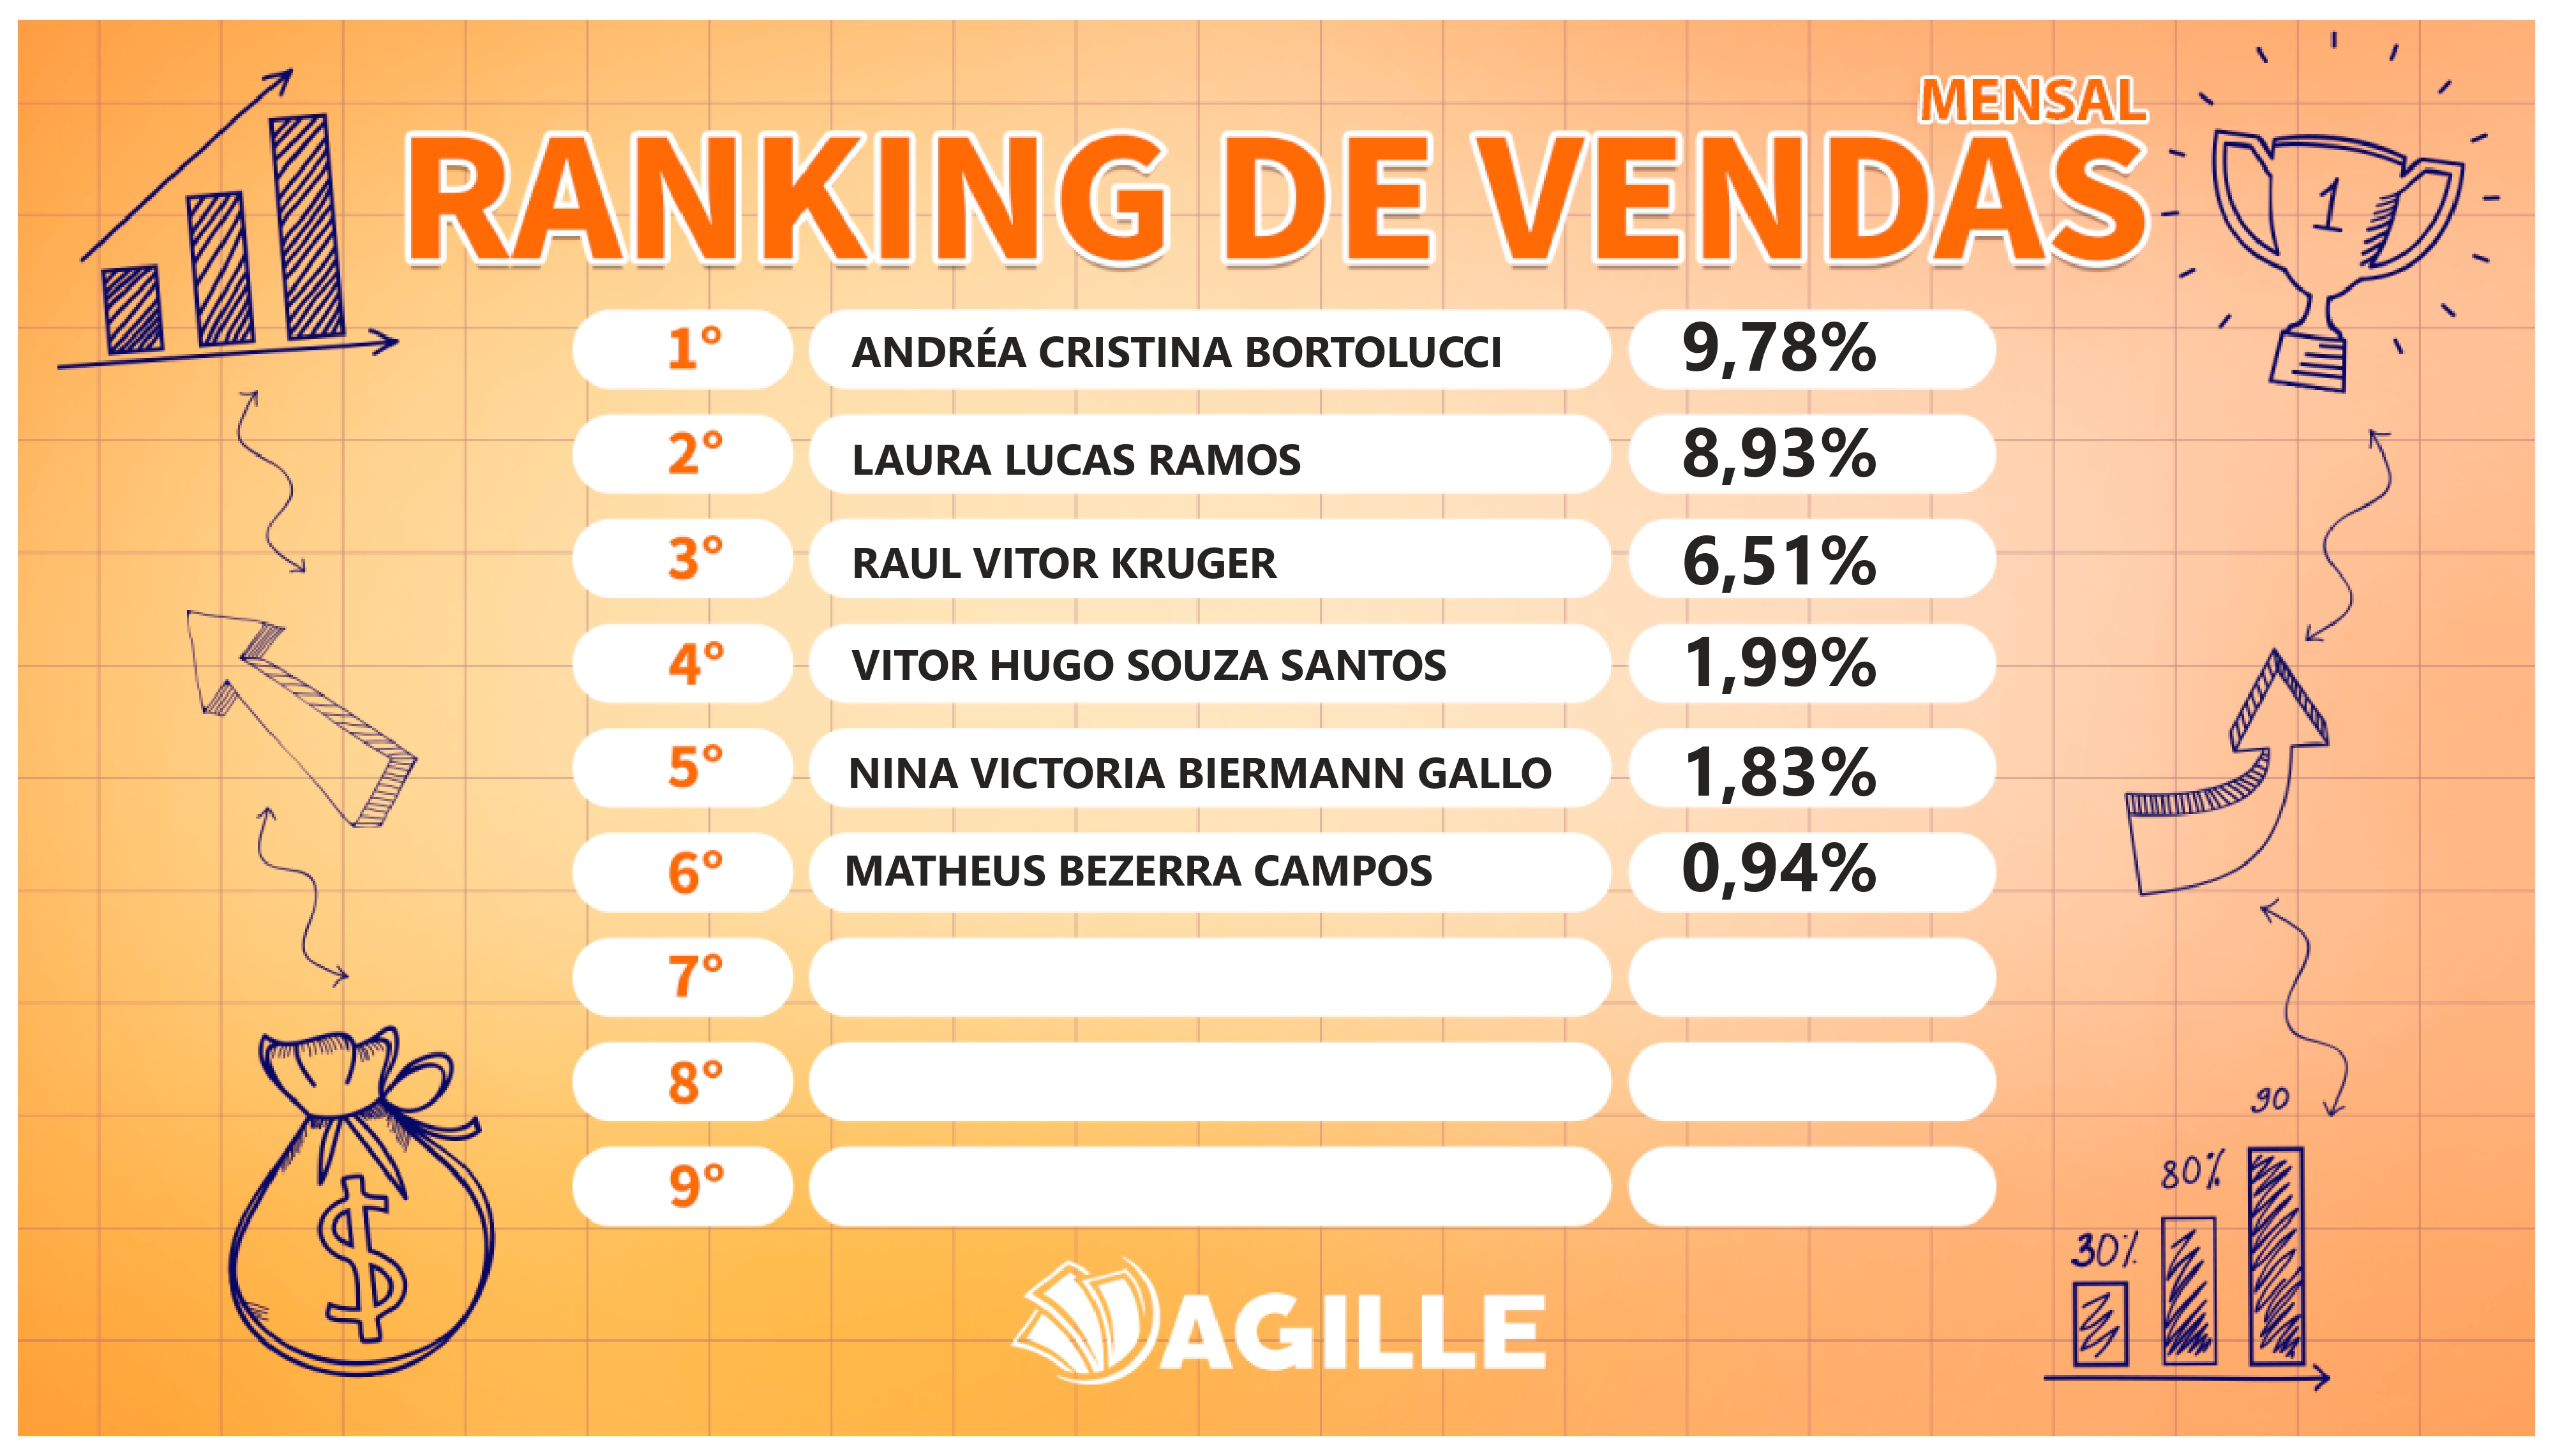 MENSAL
RANKING DE VENDAS
1
1° ANDRÉA CRISTINA BORTOLUCCI 9,78%
2° LAURA LUCAS RAMOS 8,93%
3° RAUL VITOR KRUGER 6,51%
4° VITOR HUGO SOUZA SANTOS 1,99%
5° NINA VICTORIA BIERMANN GALLO 1,83%
6° MATHEUS BEZERRA CAMPOS 0,94%
7°
8°
9°
$
90
80%
30%
AGILLE